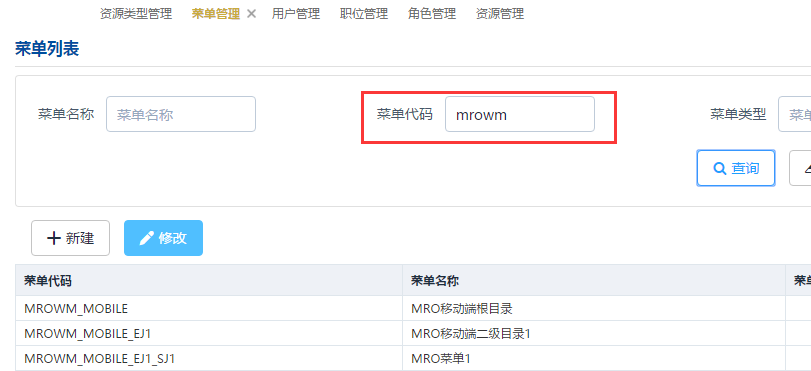 资源类型管理 菜单管理 用户管理 职位管理 角色管理 资源管理
菜单列表
菜单名称 菜单名称 菜单代码 mrowm 菜单类型
查询
新建 修改
菜单代码 菜单名称
MROWM_MOBILE MRO移动端根目录
MROWM_MOBILE_EJ1 MRO移动端二级目录1
MROWM_MOBILE_EJ1_SJ1 MRO菜单1